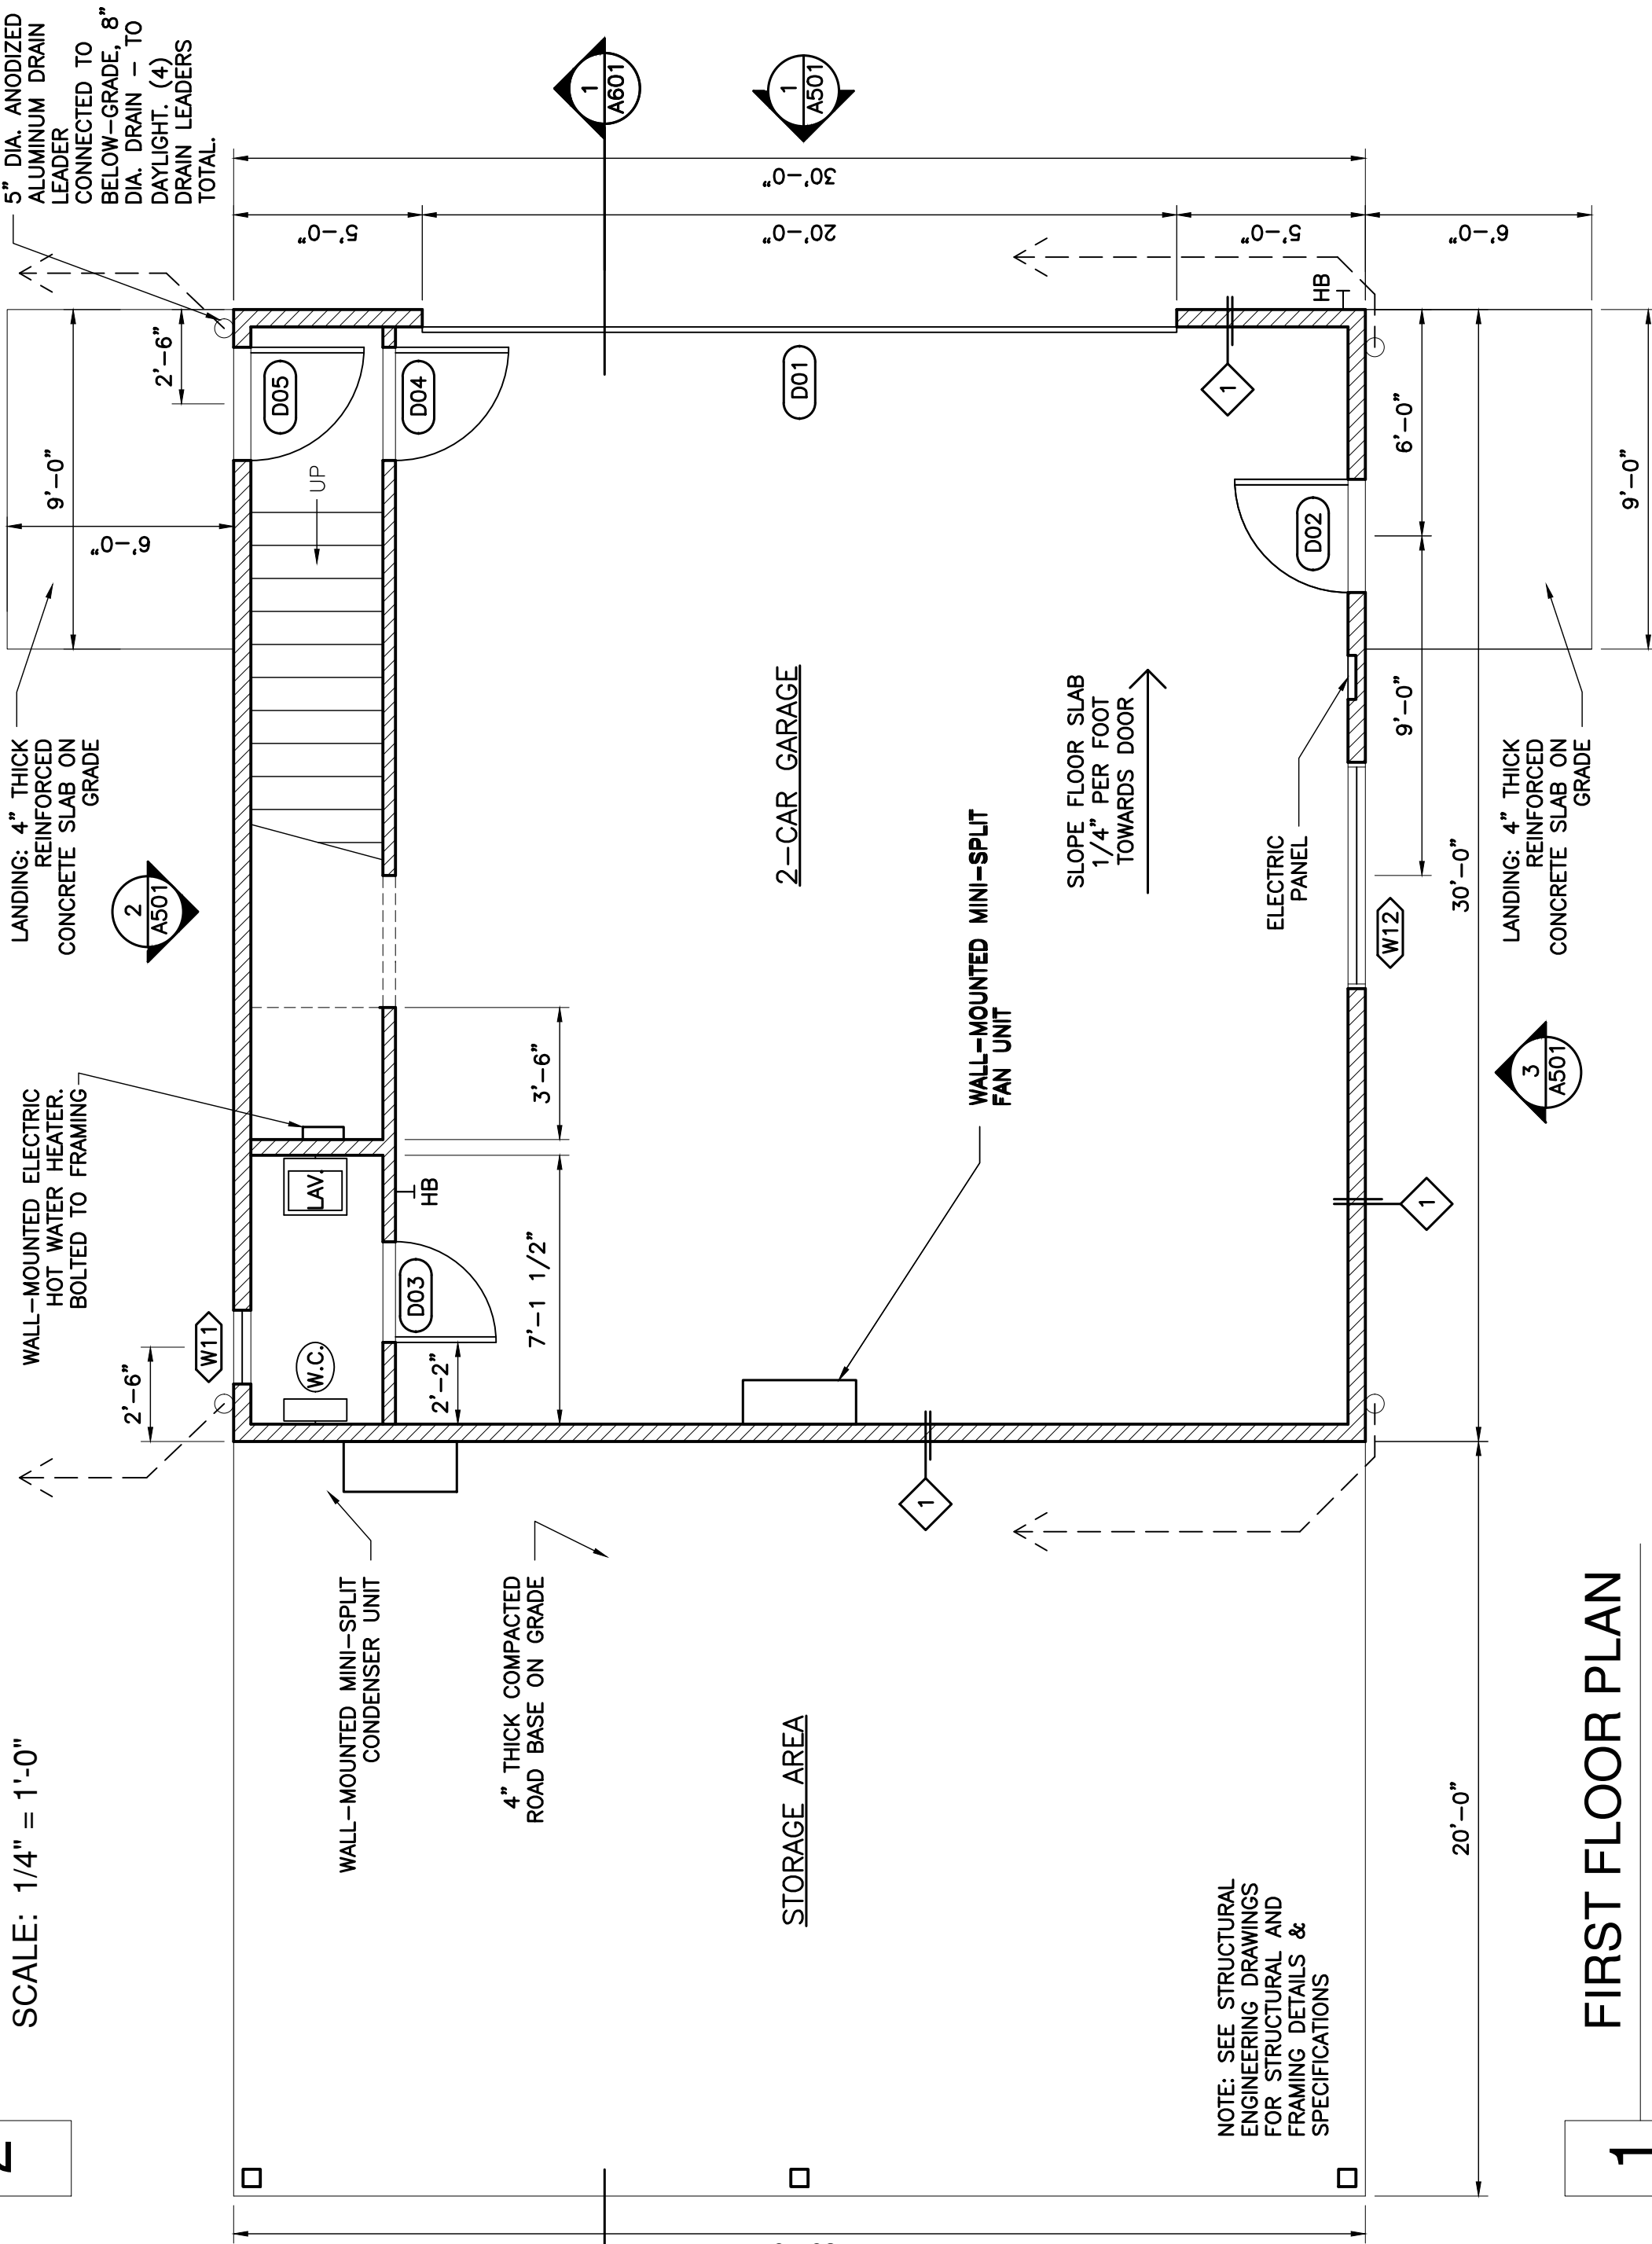 SCALE: 1/4" = 1'-0"
WALL-MOUNTED ELECTRIC
HOT WATER HEATER.
BOLTED TO FRAMING
LANDING: 4" THICK
REINFORCED
CONCRETE SLAB ON
GRADE
5" DIA. ANODIZED
ALUMINUM DRAIN
LEADER
CONNECTED TO
BELOW-GRADE, 8"
DIA. DRAIN - TO
DAYLIGHT. (4)
DRAIN LEADERS
TOTAL.
9'-0"
6'-0"
2
A501
2'-6"
2'-6"
W11
D05
UP
LAV.
W.C.
HB
D03
D04
5'-0"
2'-2"
7'-1 1/2"
3'-6"
WALL-MOUNTED MINI-SPLIT
CONDENSER UNIT
4" THICK COMPACTED
ROAD BASE ON GRADE
1
A601
STORAGE AREA
2-CAR GARAGE
D01
20'-0"
30'-0"
1
A501
1
WALL-MOUNTED MINI-SPLIT
FAN UNIT
SLOPE FLOOR SLAB
1/4" PER FOOT
TOWARDS DOOR
1
5'-0"
NOTE: SEE STRUCTURAL
ENGINEERING DRAWINGS
FOR STRUCTURAL AND
FRAMING DETAILS &
SPECIFICATIONS
ELECTRIC
PANEL
D02
HB
W12
1
9'-0"
6'-0"
20'-0"
30'-0"
6'-0"
3
A501
LANDING: 4" THICK
REINFORCED
CONCRETE SLAB ON
GRADE
9'-0"
1
FIRST FLOOR PLAN